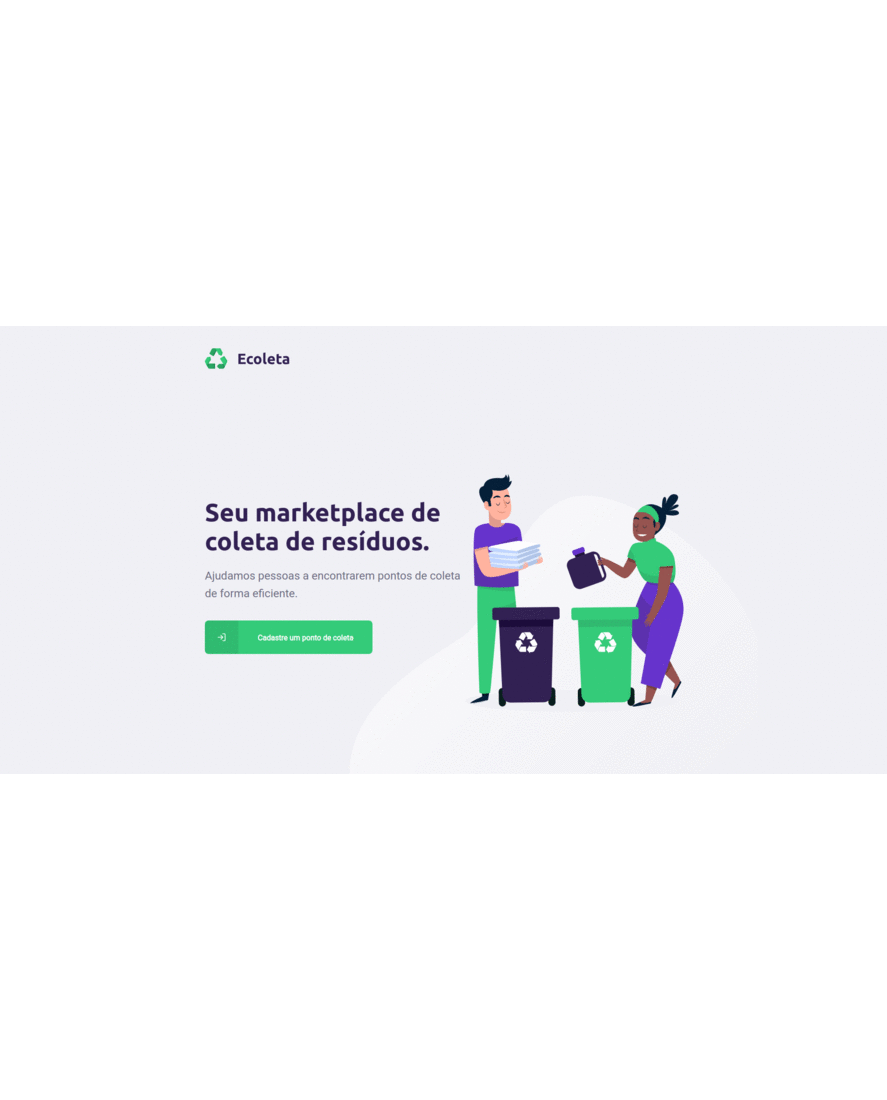 Ecoleta
Seu marketplace de
coleta de resíduos.
Ajudamos pessoas a encontrarem pontos de coleta
de forma eficiente.
Cadastre um ponto de coleta